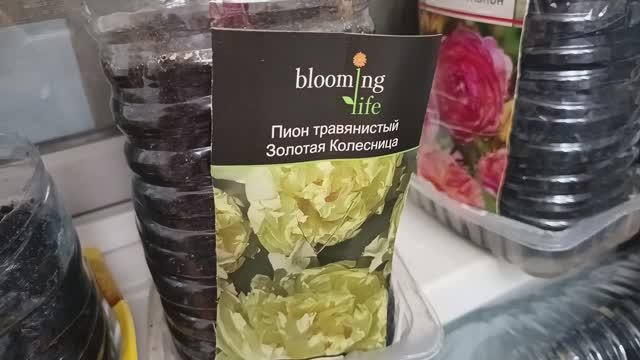 blooming
life
Пион травянистый
Золотая Колесница